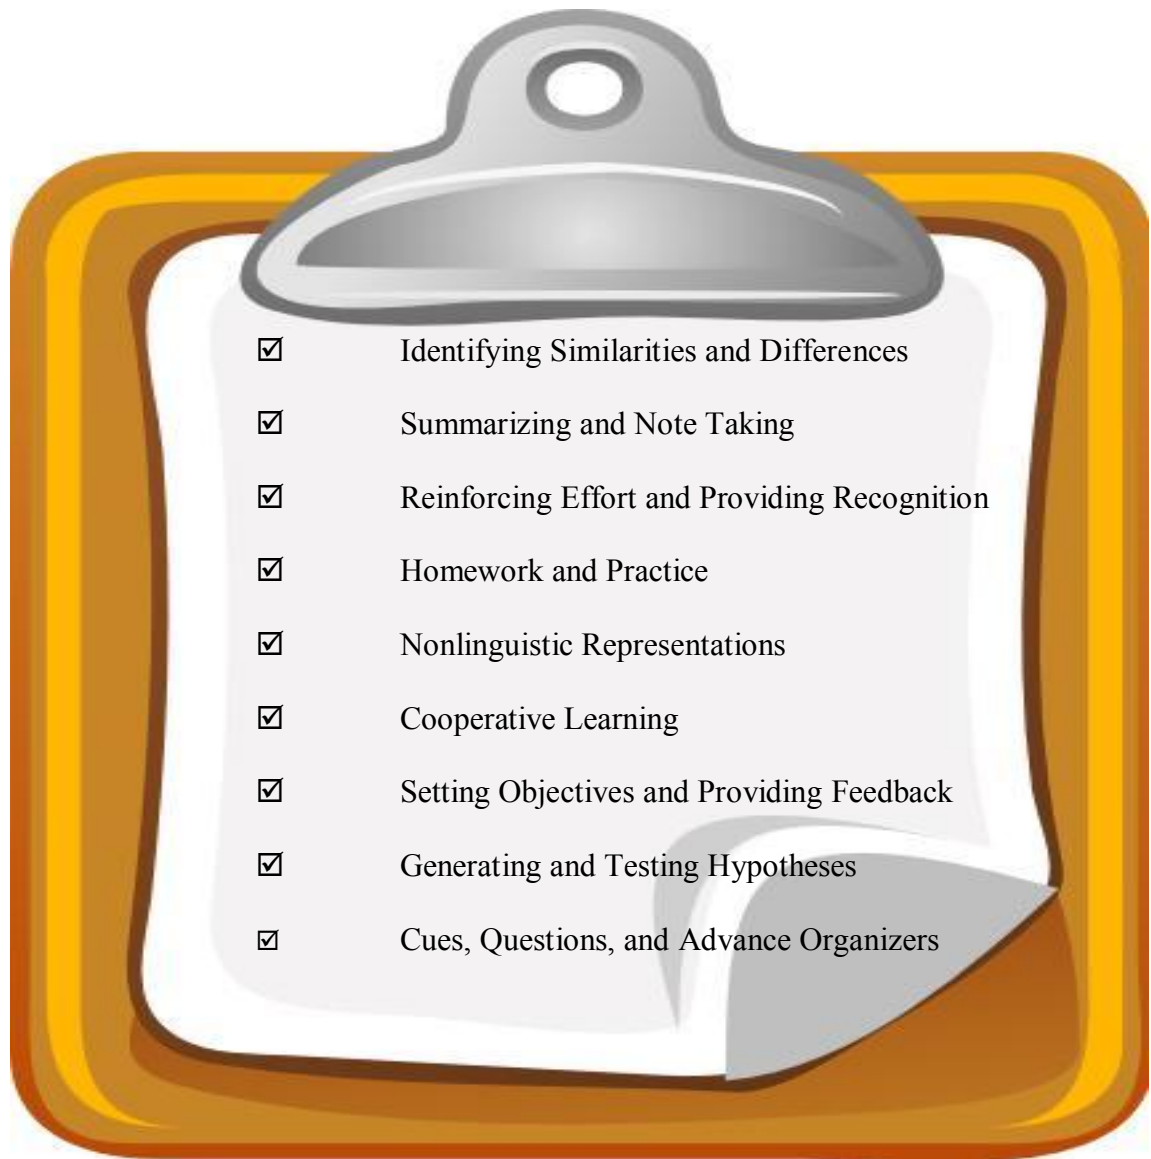 ☑ Identifying Similarities and Differences
☑ Summarizing and Note Taking
☑ Reinforcing Effort and Providing Recognition
☑ Homework and Practice
☑ Nonlinguistic Representations
☑ Cooperative Learning
☑ Setting Objectives and Providing Feedback
☑ Generating and Testing Hypotheses
☑ Cues, Questions, and Advance Organizers